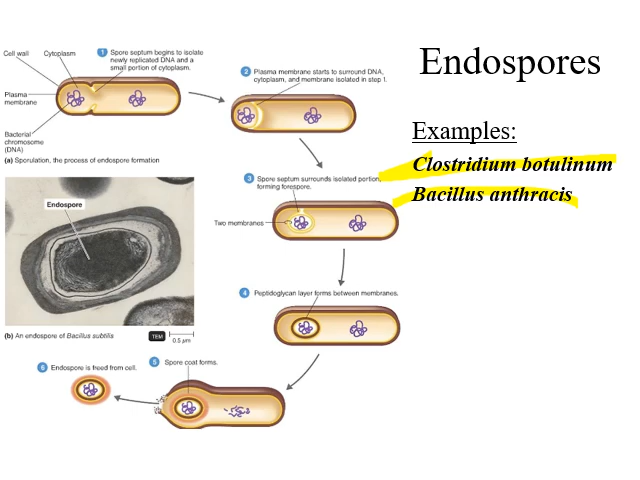 Endospores
Examples:
Clostridium botulinum
Bacillus anthracis
Cell wall
Cytoplasm
1 Spore septum begins to isolate
newly replicated DNA and a
small portion of cytoplasm.
Plasma
membrane
Bacterial
chromosome
(DNA)
(a) Sporulation, the process of endospore formation
2 Plasma membrane starts to surround DNA,
cytoplasm, and membrane isolated in step 1.
3 Spore septum surrounds isolated portion,
forming forespore.
Two membranes
4 Peptidoglycan layer forms between membranes.
Endospore
(b) An endospore of Bacillus subtilis
TEM
0.5 µm
5 Spore coat forms.
6 Endospore is freed from cell.